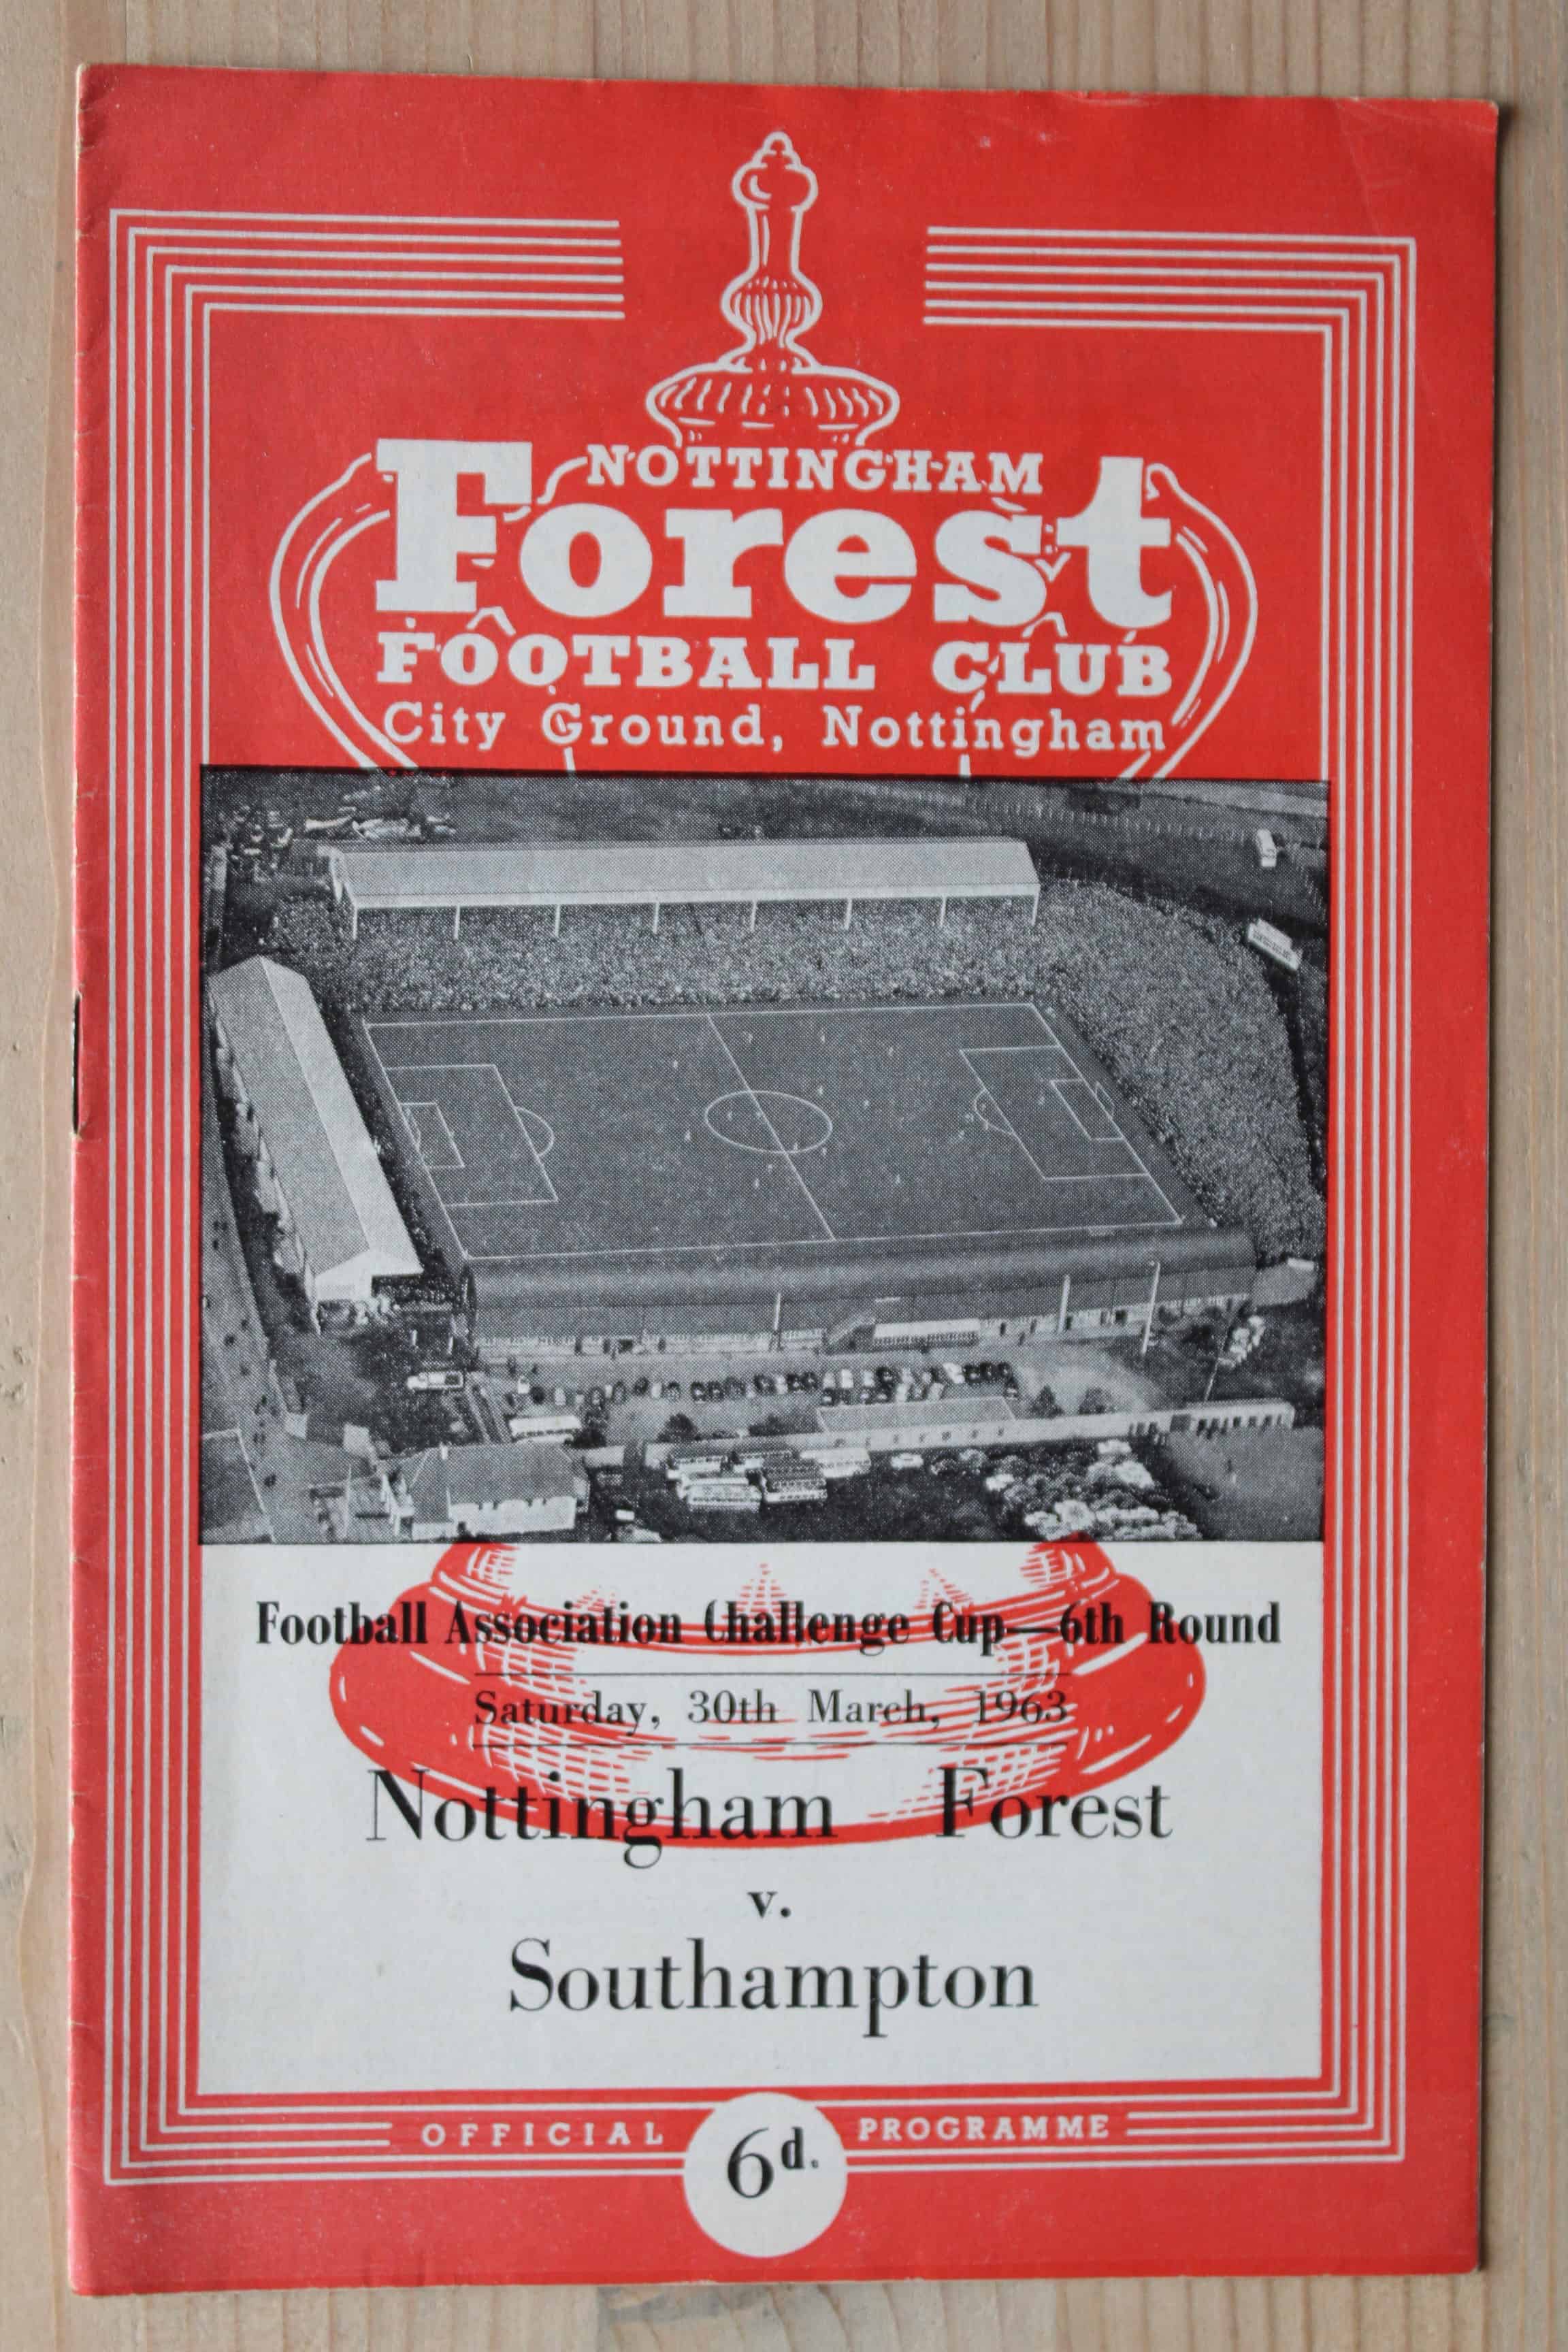 NOTTINGHAM
Forest
FOOTBALL CLUB
City Ground, Nottingham
Football Association Challenge Cup—6th Round
Saturday, 30th March, 1963
Nottingham Forest
v.
Southampton
OFFICIAL 6d. PROGRAMME